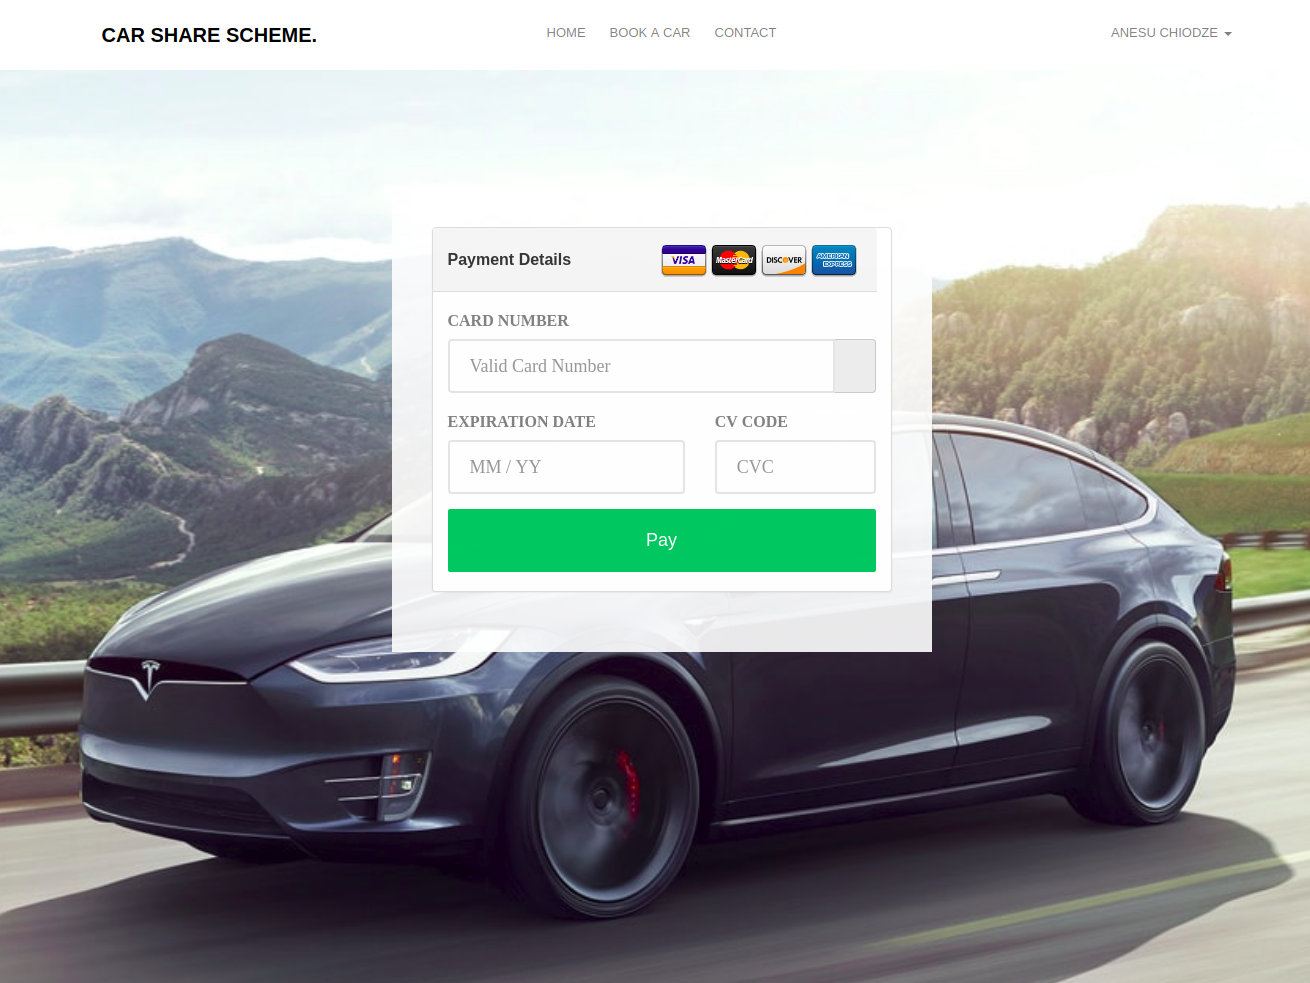 CAR SHARE SCHEME.
HOME BOOK A CAR CONTACT
ANESU CHIODZE
Payment Details
VISA MasterCard DISCOVER AMERICAN EXPRESS
CARD NUMBER
Valid Card Number
EXPIRATION DATE CV CODE
MM / YY CVC
Pay